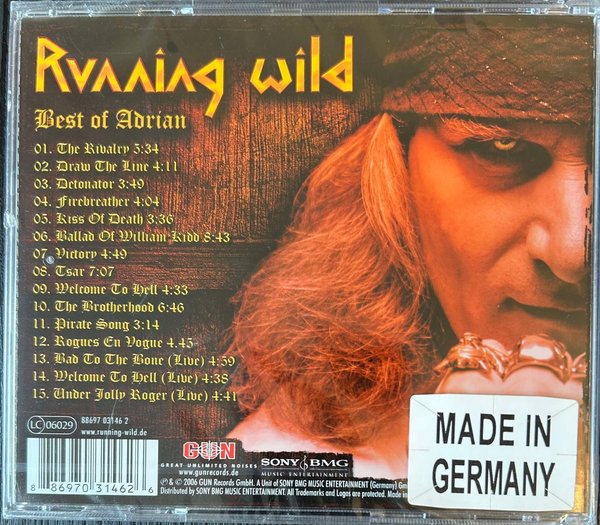 Running Wild
Best of Adrian
01. The Rivalry 5:34
02. Draw The Line 4:11
03. Detonator 3:49
04. Firebreather 4:04
05. Kiss Of Death 3:36
06. Ballad Of William Kidd 8:43
07. Victory 4:49
08. Tsar 7:07
09. Welcome To Hell 4:33
10. The Brotherhood 6:46
11. Pirate Song 3:14
12. Rogues En Vogue 4.45
13. Bad To The Bone (Live) 4:59
14. Welcome To Hell (Live) 4:38
15. Under Jolly Roger (Live) 4:41
LC 06029
88697 03146 2
www.running-wild.de
8 86970 31462 6
GUN
GREAT UNLIMITED NOISES
www.gunrecords.de
SONY BMG
MUSIC ENTERTAINMENT
℗ & © 2006 GUN Records GmbH. A Unit of SONY BMG MUSIC ENTERTAINMENT (Germany)
Distributed by SONY BMG MUSIC ENTERTAINMENT. All Trademarks and Logos are protected. Made in
MADE IN
GERMANY